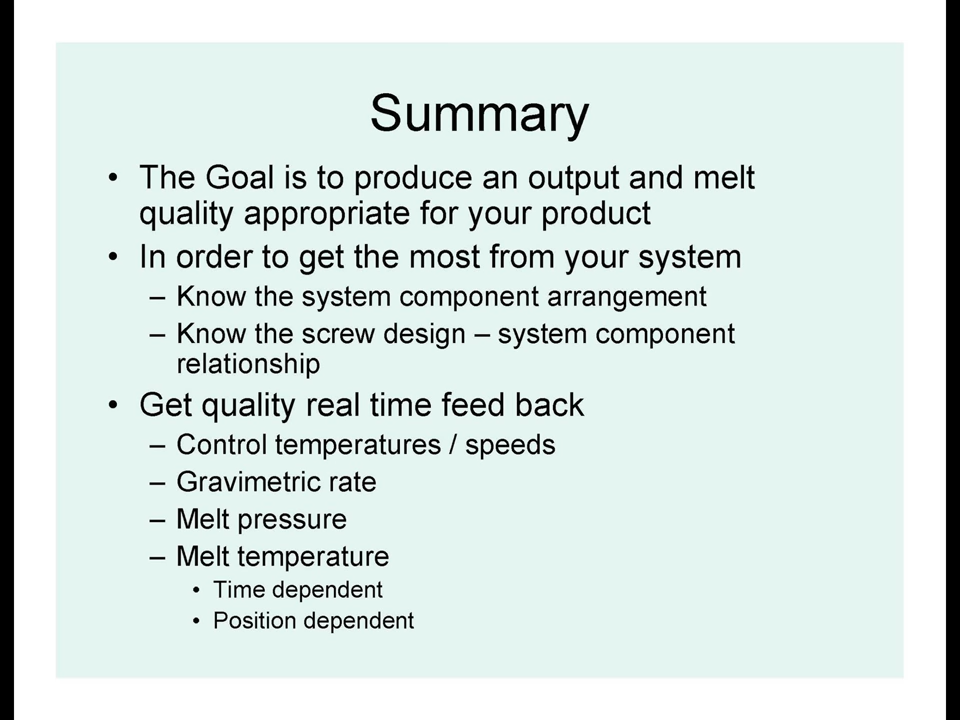 Summary
• The Goal is to produce an output and melt
quality appropriate for your product
• In order to get the most from your system
– Know the system component arrangement
– Know the screw design – system component
relationship
• Get quality real time feed back
– Control temperatures / speeds
– Gravimetric rate
– Melt pressure
– Melt temperature
• Time dependent
• Position dependent